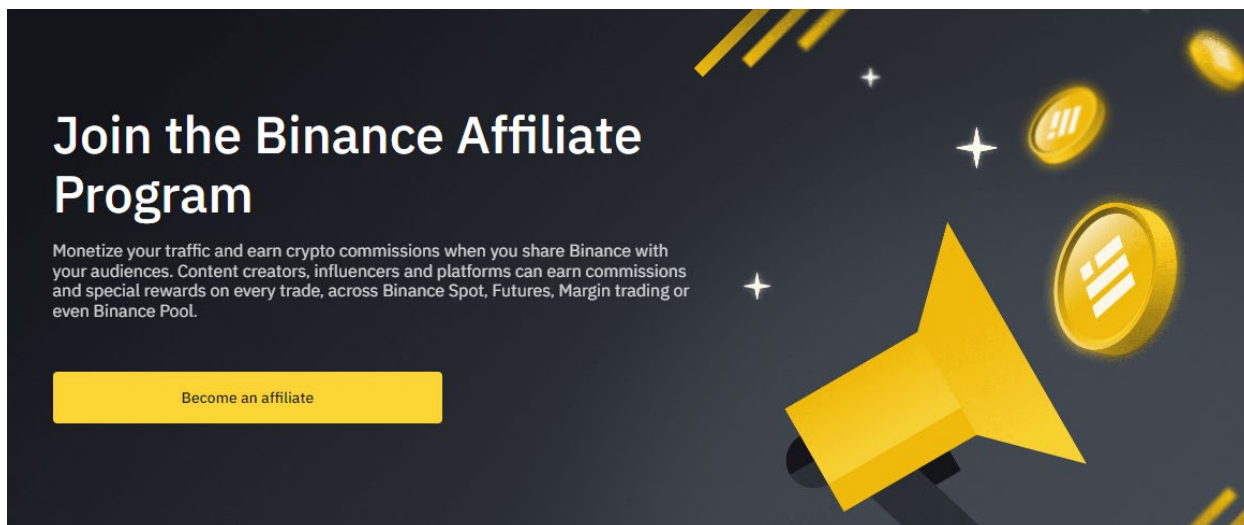 Join the Binance Affiliate
Program
Monetize your traffic and earn crypto commissions when you share Binance with
your audiences. Content creators, influencers and platforms can earn commissions
and special rewards on every trade, across Binance Spot, Futures, Margin trading or
even Binance Pool.
Become an affiliate